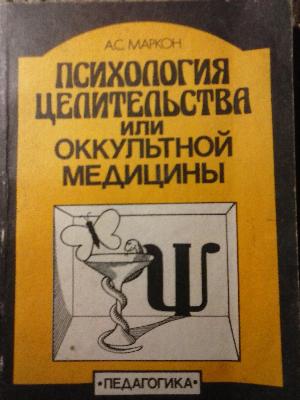 А.С. МАРКОН
ПСИХОЛОГИЯ
ЦЕЛИТЕЛЬСТВА
ИЛИ
ОККУЛЬТНОЙ
МЕДИЦИНЫ
Ψ
•ПЕДАГОГИКА•